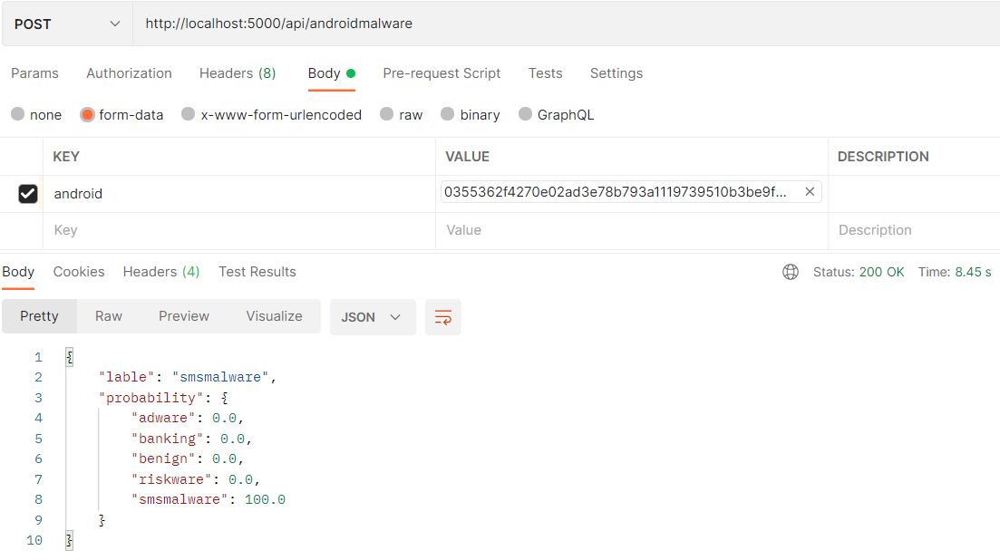 POST http://localhost:5000/api/androidmalware
Params Authorization Headers (8) Body Pre-request Script Tests Settings
none form-data x-www-form-urlencoded raw binary GraphQL
KEY VALUE DESCRIPTION
android 0355362f4270e02ad3e78b793a1119739510b3be9f...
Key Value Description
Body Cookies Headers (4) Test Results Status: 200 OK Time: 8.45 s
Pretty Raw Preview Visualize JSON
1 {
2 "lable": "smsmalware",
3 "probability": {
4 "adware": 0.0,
5 "banking": 0.0,
6 "benign": 0.0,
7 "riskware": 0.0,
8 "smsmalware": 100.0
9 }
10 }